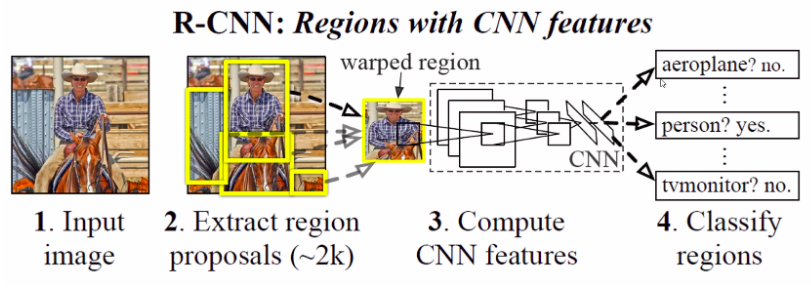 R-CNN: Regions with CNN features
warped region
aeroplane? no.
person? yes.
CNN
tvmonitor? no.
1. Input
image
2. Extract region
proposals (~2k)
3. Compute
CNN features
4. Classify
regions